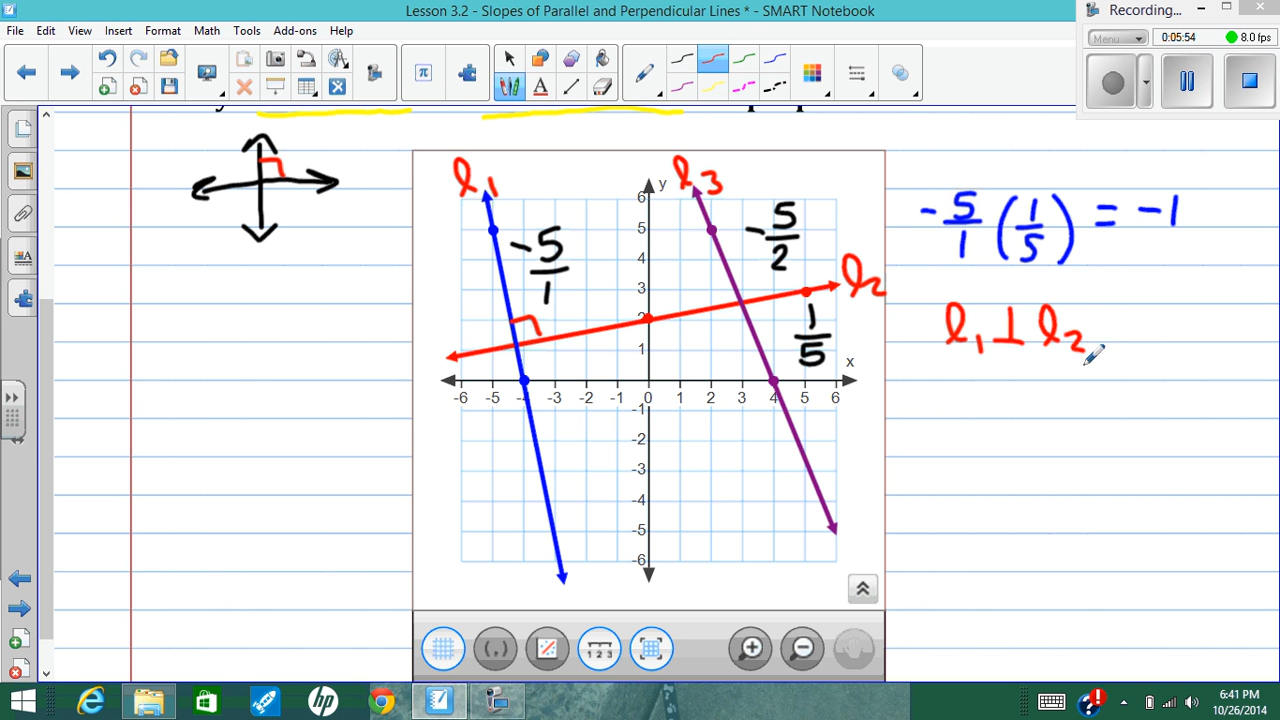 Lesson 3.2 - Slopes of Parallel and Perpendicular Lines * - SMART Notebook
Recording...
File Edit View Insert Format Math Tools Add-ons Help
Menu 0:05:54 8.0 fps
π
A
l1 l3 y
6
5
4
3
2
1
-5/1
-5/2
l2
1/5
x
-6 -5 -4 -3 -2 -1 0 1 2 3 4 5 6
-1
-2
-3
-4
-5
-6
-5/1 (1/5) = -1
l1 ⊥ l2
( , )
1 2 3
hp
6:41 PM
10/26/2014